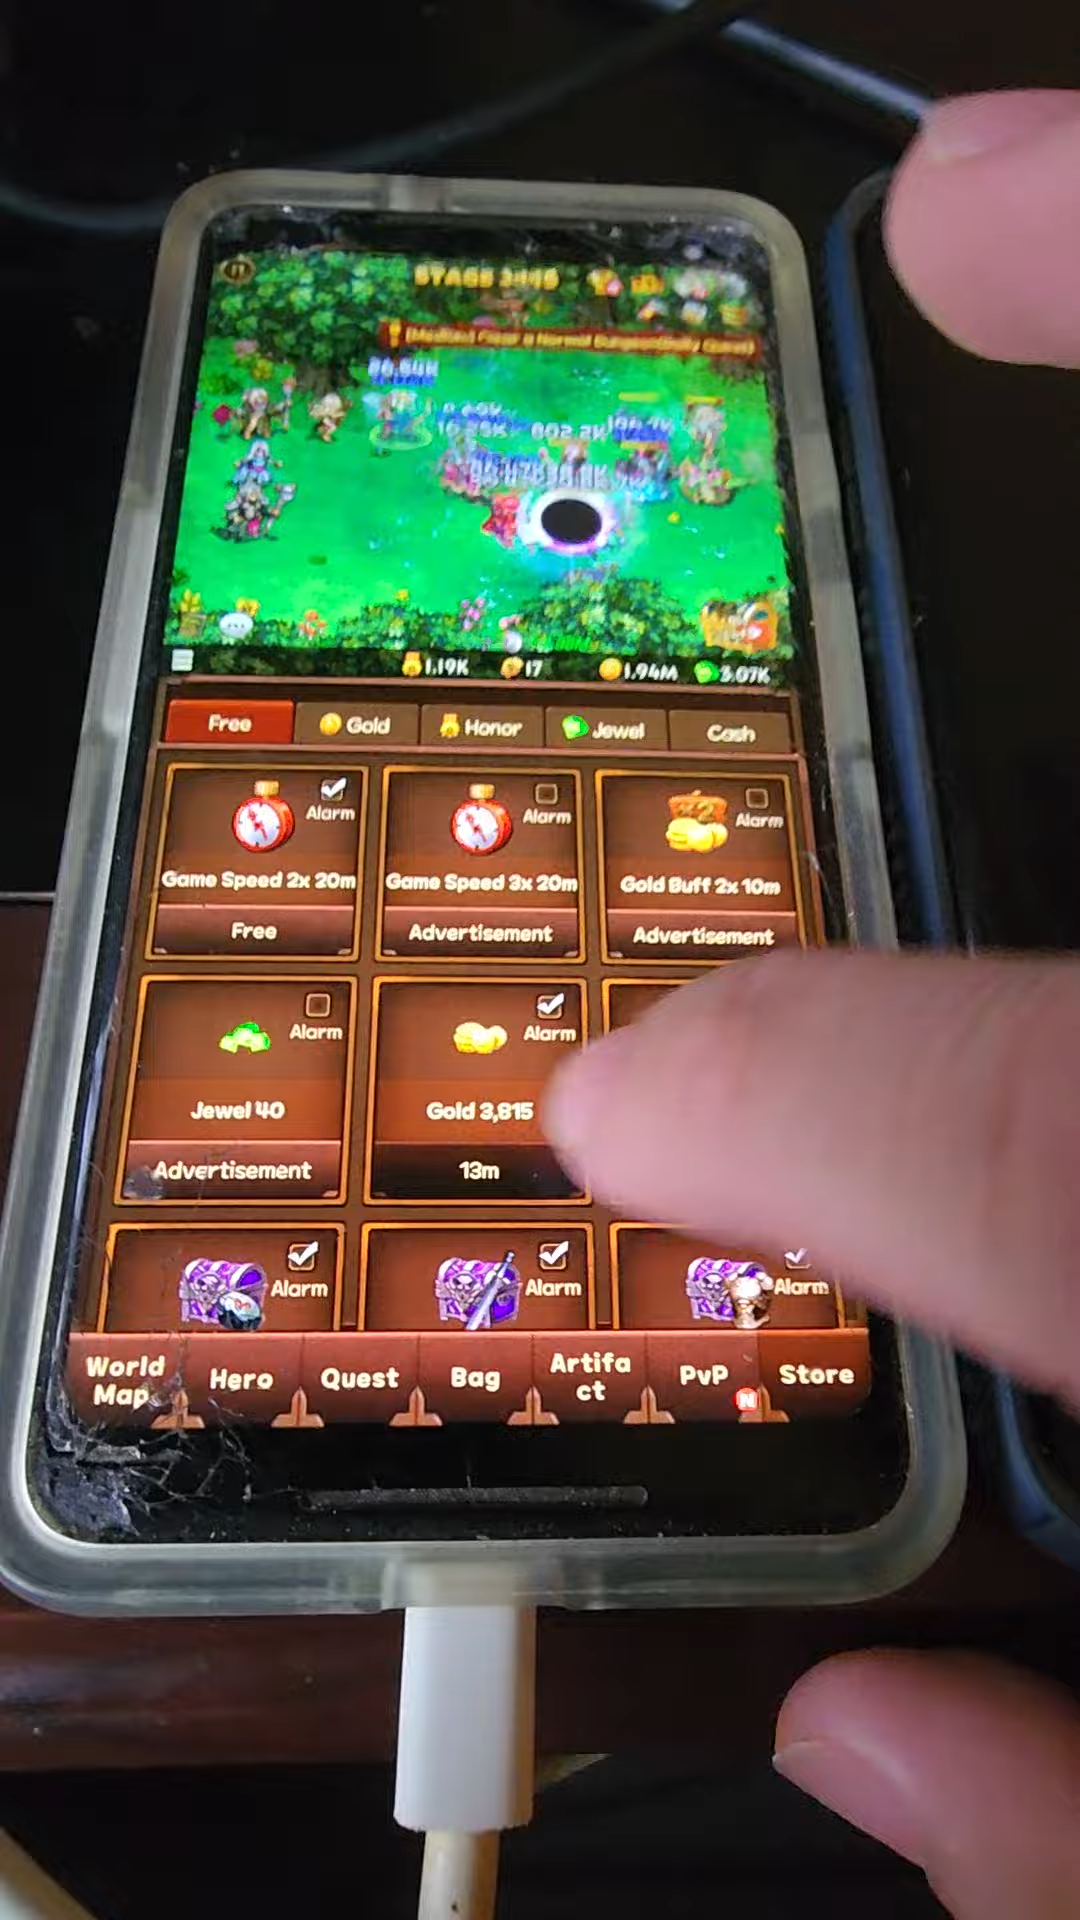 1.19K 17 1.94M 3.07K
Free Gold Honor Jewel Cash
Alarm Alarm Alarm
Game Speed 2x 20m Game Speed 3x 20m Gold Buff 2x 10m
Free Advertisement Advertisement
Alarm Alarm
Jewel 40 Gold 3,815
Advertisement 13m
Alarm Alarm Alarm
World Map Hero Quest Bag Artifa
ct PvP Store
N